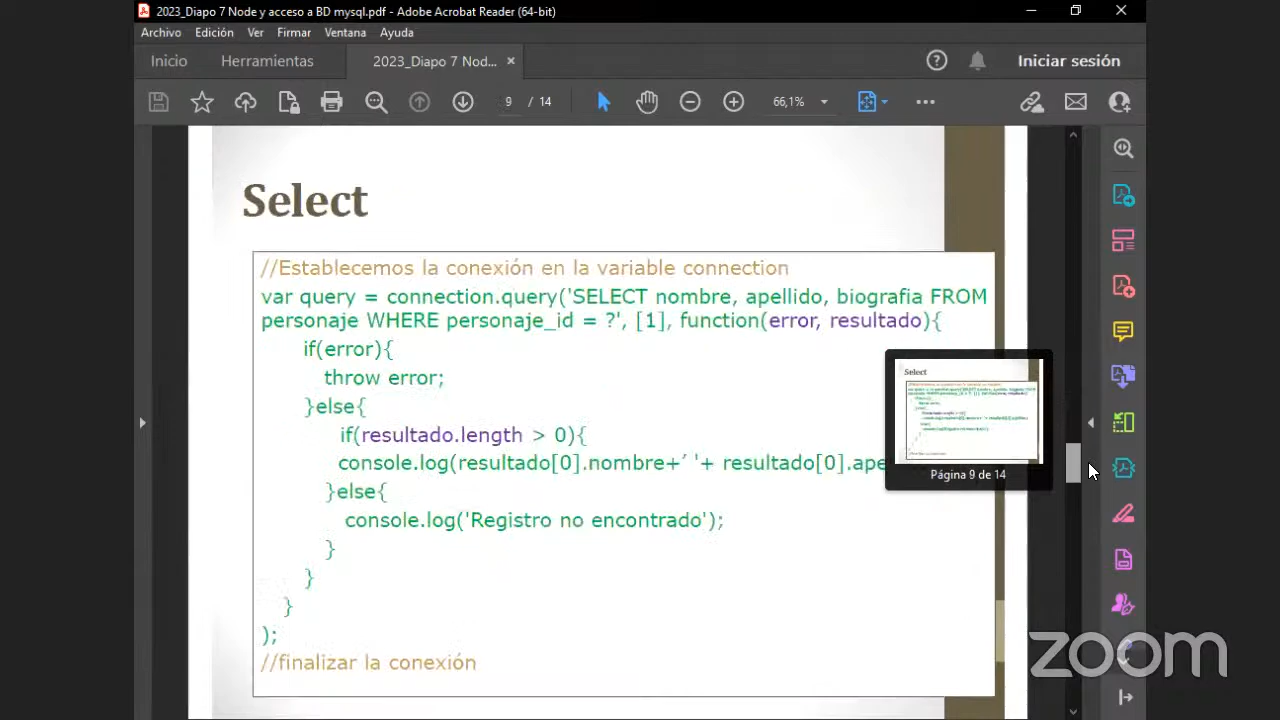 2023_Diapo 7 Node y acceso a BD mysql.pdf - Adobe Acrobat Reader (64-bit)
Archivo Edición Ver Firmar Ventana Ayuda
Inicio Herramientas 2023_Diapo 7 Nod... × Iniciar sesión
9 / 14 66,1%
Select
//Establecemos la conexión en la variable connection
var query = connection.query('SELECT nombre, apellido, biografia FROM
personaje WHERE personaje_id = ?', [1], function(error, resultado){
if(error){
throw error;
}else{
if(resultado.length > 0){
console.log(resultado[0].nombre+´ '+ resultado[0].ape
}else{
console.log('Registro no encontrado');
}
}
}
);
//finalizar la conexión
Select
Página 9 de 14
zoom